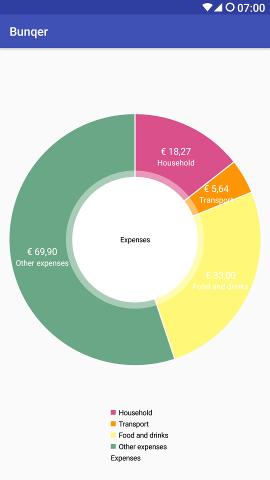 07:00
Bunqer
€ 18,27
Household
€ 5,64
Transport
€ 33,03
Food and drinks
€ 69,90
Other expenses
Expenses
Household
Transport
Food and drinks
Other expenses
Expenses